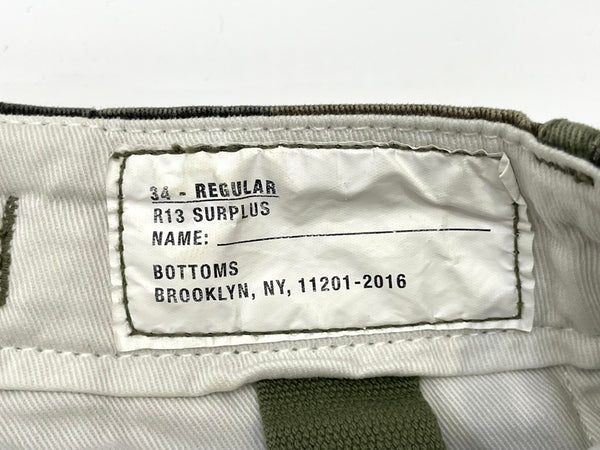 34 - REGULAR
R13 SURPLUS
NAME:
BOTTOMS
BROOKLYN, NY, 11201-2016